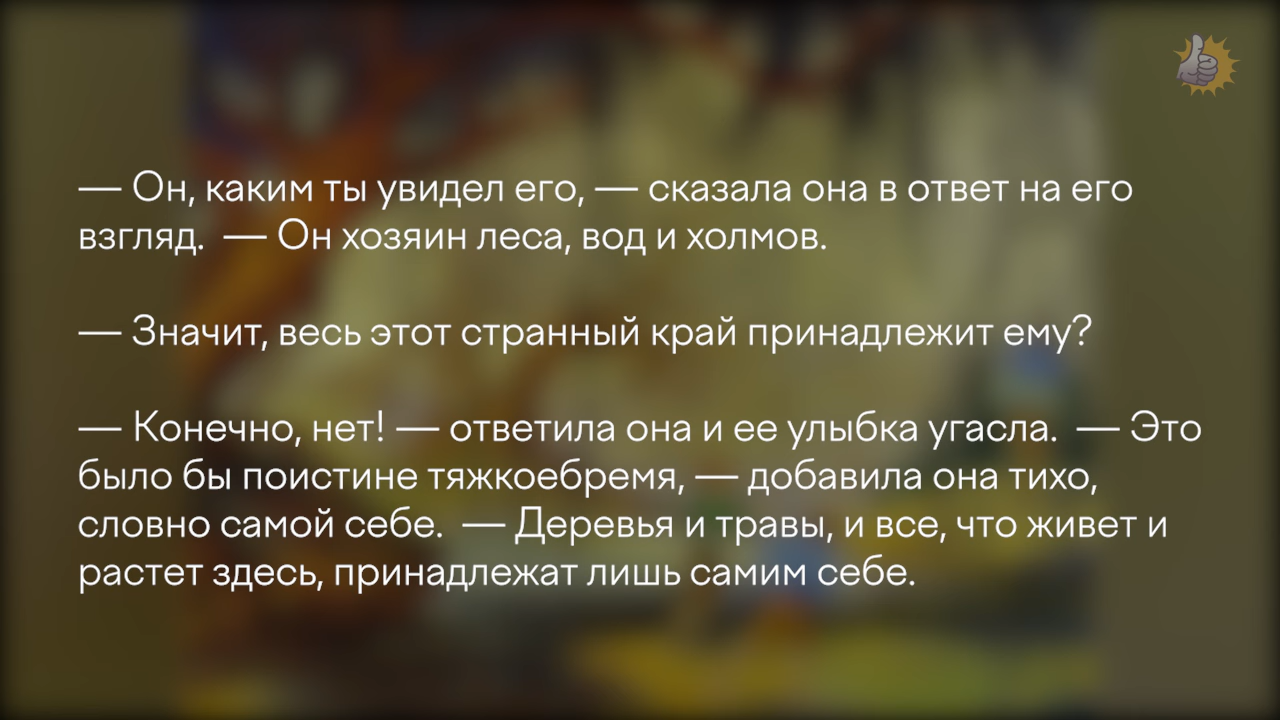 — Он, каким ты увидел его, — сказала она в ответ на его
взгляд. — Он хозяин леса, вод и холмов.
— Значит, весь этот странный край принадлежит ему?
— Конечно, нет! — ответила она и ее улыбка угасла. — Это
было бы поистине тяжкоебремя, — добавила она тихо,
словно самой себе. — Деревья и травы, и все, что живет и
растет здесь, принадлежат лишь самим себе.